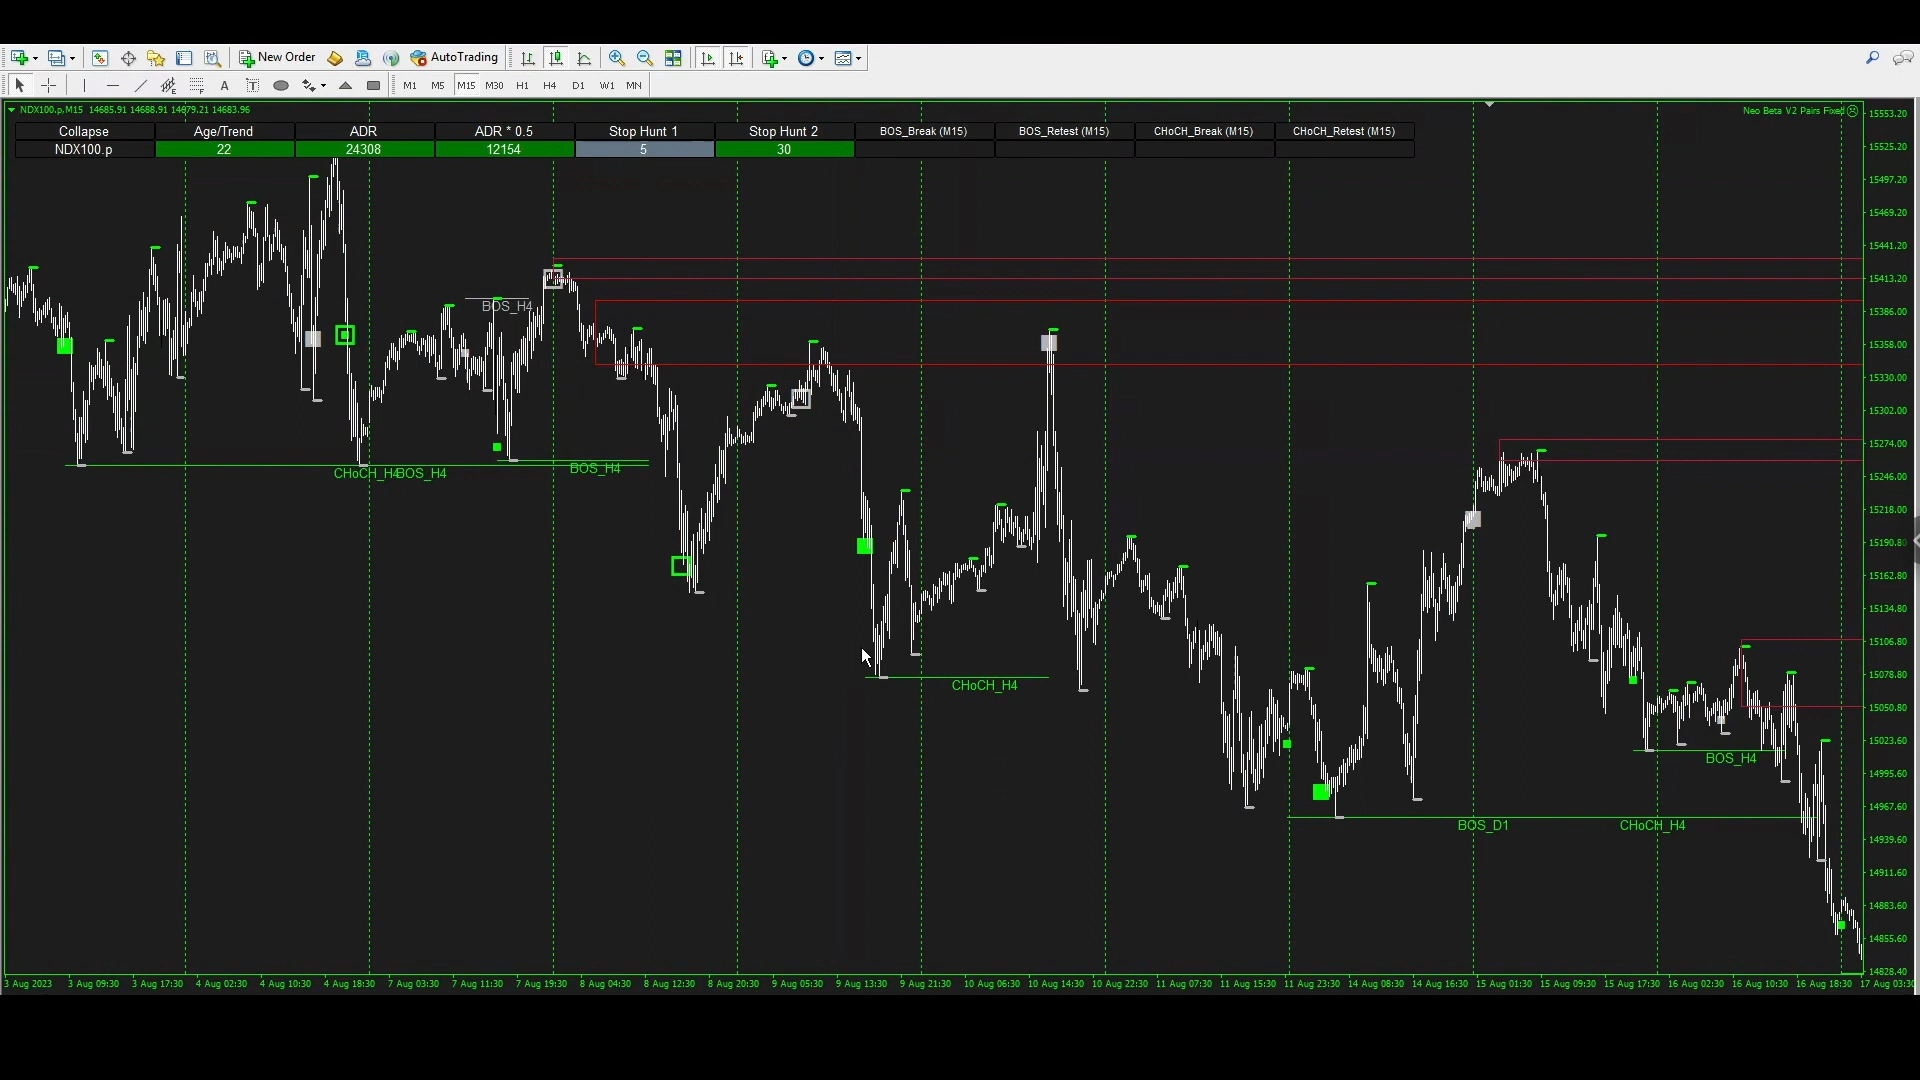 New Order AutoTrading
A T M1 M5 M15 M30 H1 H4 D1 W1 MN
NDX100.p,M15 14685.91 14688.91 14679.21 14683.96
Neo Beta V2 Pairs Fixed
15553.20
Collapse Age/Trend ADR ADR * 0.5 Stop Hunt 1 Stop Hunt 2 BOS_Break (M15) BOS_Retest (M15) CHoCH_Break (M15) CHoCH_Retest (M15)
NDX100.p 22 24308 12154 5 30
15525.20
15497.20
15469.20
15441.20
15413.20
BOS_H4
15386.00
15358.00
15330.00
15302.00
15274.00
CHoCH_H4BOS_H4 BOS_H4
15246.00
15218.00
15190.80
15162.80
15134.80
15106.80
15078.80
CHoCH_H4
15050.80
15023.60
BOS_H4
14995.60
14967.60
BOS_D1 CHoCH_H4
14939.60
14911.60
14883.60
14855.60
14828.40
3 Aug 2023 3 Aug 09:30 3 Aug 17:30 4 Aug 02:30 4 Aug 10:30 4 Aug 18:30 7 Aug 03:30 7 Aug 11:30 7 Aug 19:30 8 Aug 04:30 8 Aug 12:30 8 Aug 20:30 9 Aug 05:30 9 Aug 13:30 9 Aug 21:30 10 Aug 06:30 10 Aug 14:30 10 Aug 22:30 11 Aug 07:30 11 Aug 15:30 11 Aug 23:30 14 Aug 08:30 14 Aug 16:30 15 Aug 01:30 15 Aug 09:30 15 Aug 17:30 16 Aug 02:30 16 Aug 10:30 16 Aug 18:30 17 Aug 03:30